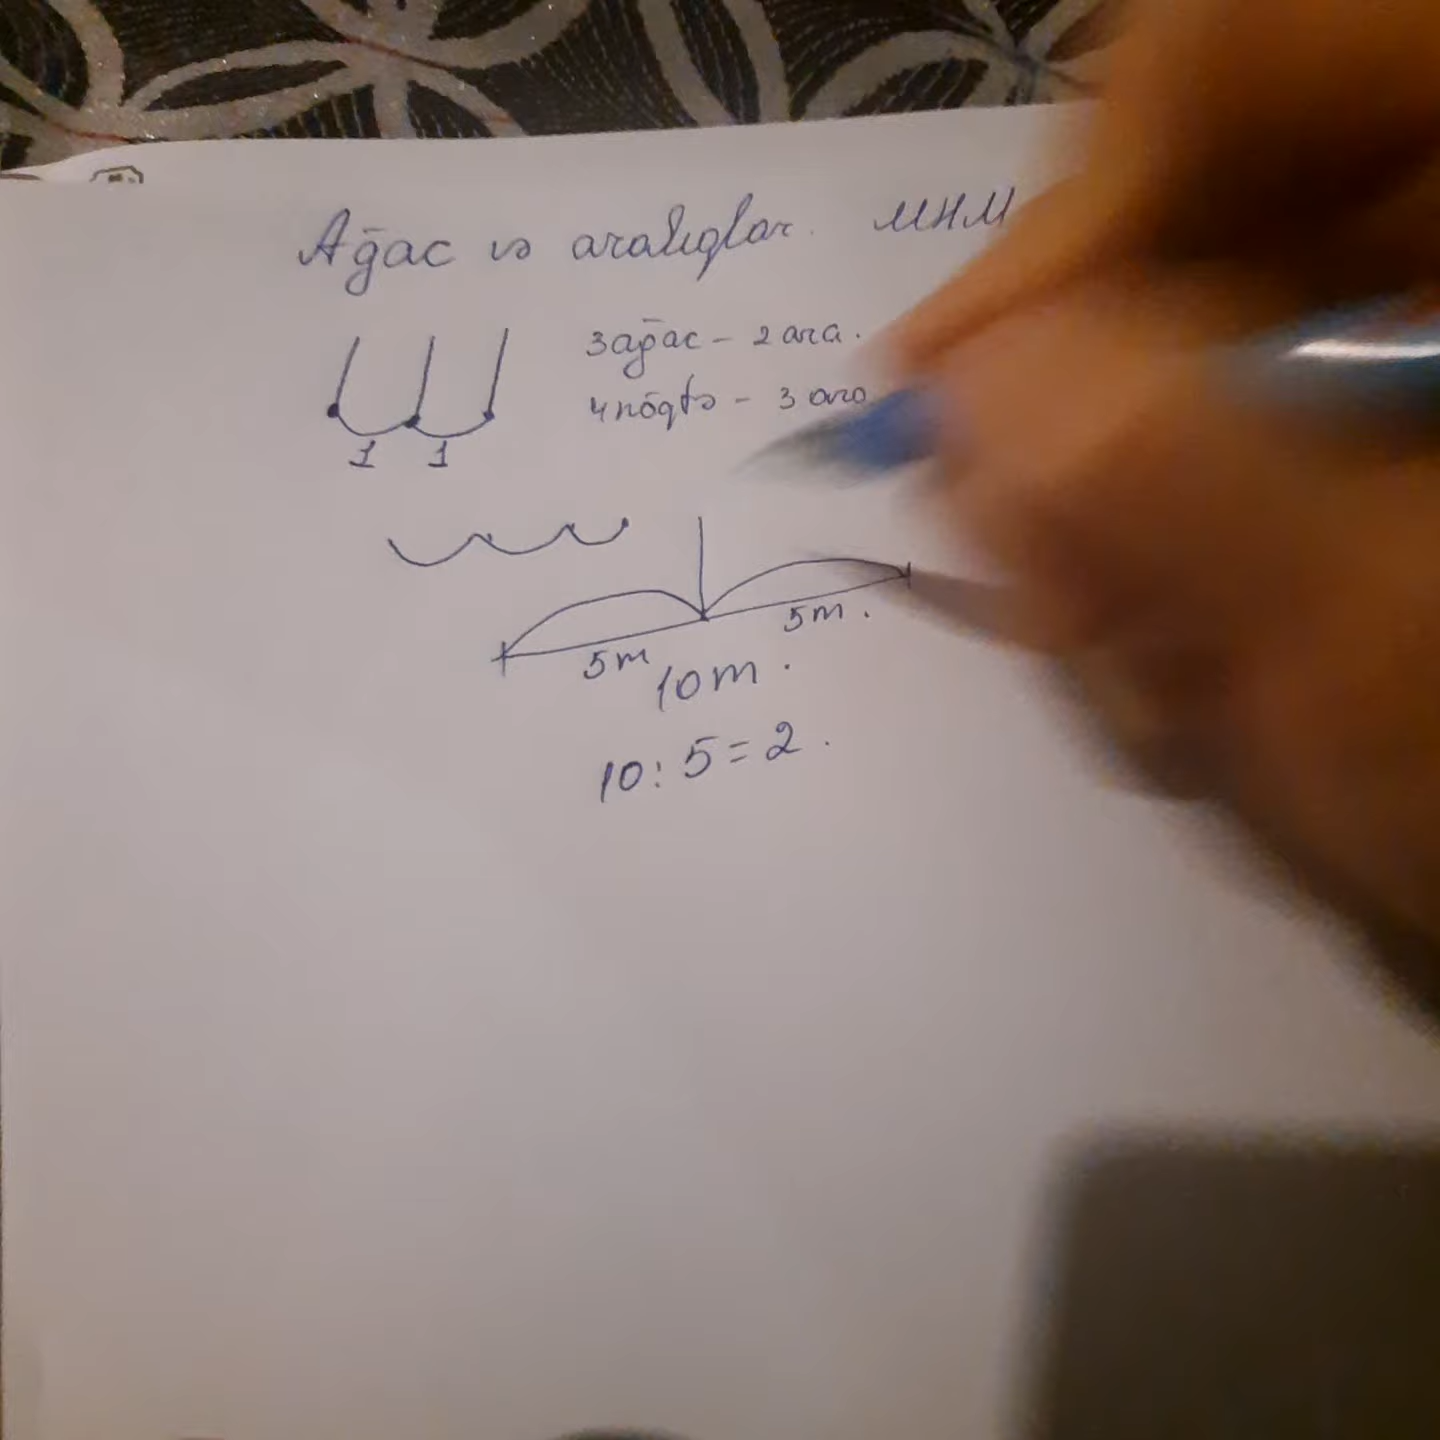 Ağac və aralıqlar. MHM
3 ağac – 2 ara.
4 nöqtə – 3 ara
1 1
5m 5m.
10m.
10 : 5 = 2.